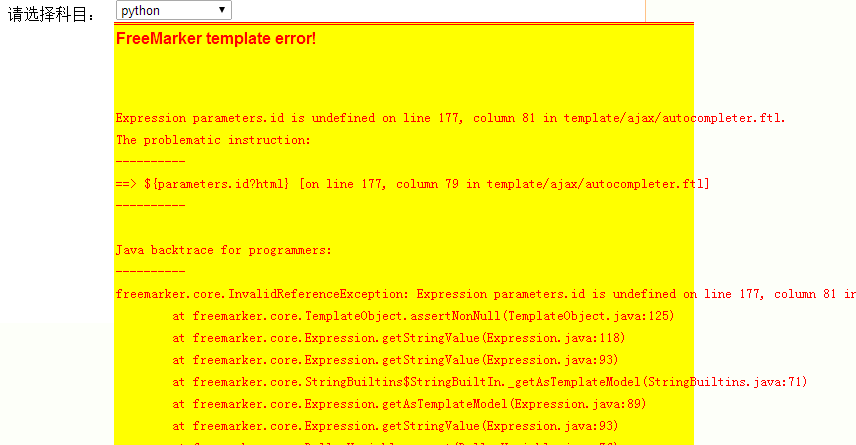 请选择科目： python
FreeMarker template error!
Expression parameters.id is undefined on line 177, column 81 in template/ajax/autocompleter.ftl.
The problematic instruction:
----------
==> ${parameters.id?html} [on line 177, column 79 in template/ajax/autocompleter.ftl]
----------
Java backtrace for programmers:
----------
freemarker.core.InvalidReferenceException: Expression parameters.id is undefined on line 177, column 81 in
at freemarker.core.TemplateObject.assertNonNull(TemplateObject.java:125)
at freemarker.core.Expression.getStringValue(Expression.java:118)
at freemarker.core.Expression.getStringValue(Expression.java:93)
at freemarker.core.StringBuiltins$StringBuiltIn._getAsTemplateModel(StringBuiltins.java:71)
at freemarker.core.Expression.getAsTemplateModel(Expression.java:89)
at freemarker.core.Expression.getStringValue(Expression.java:93)